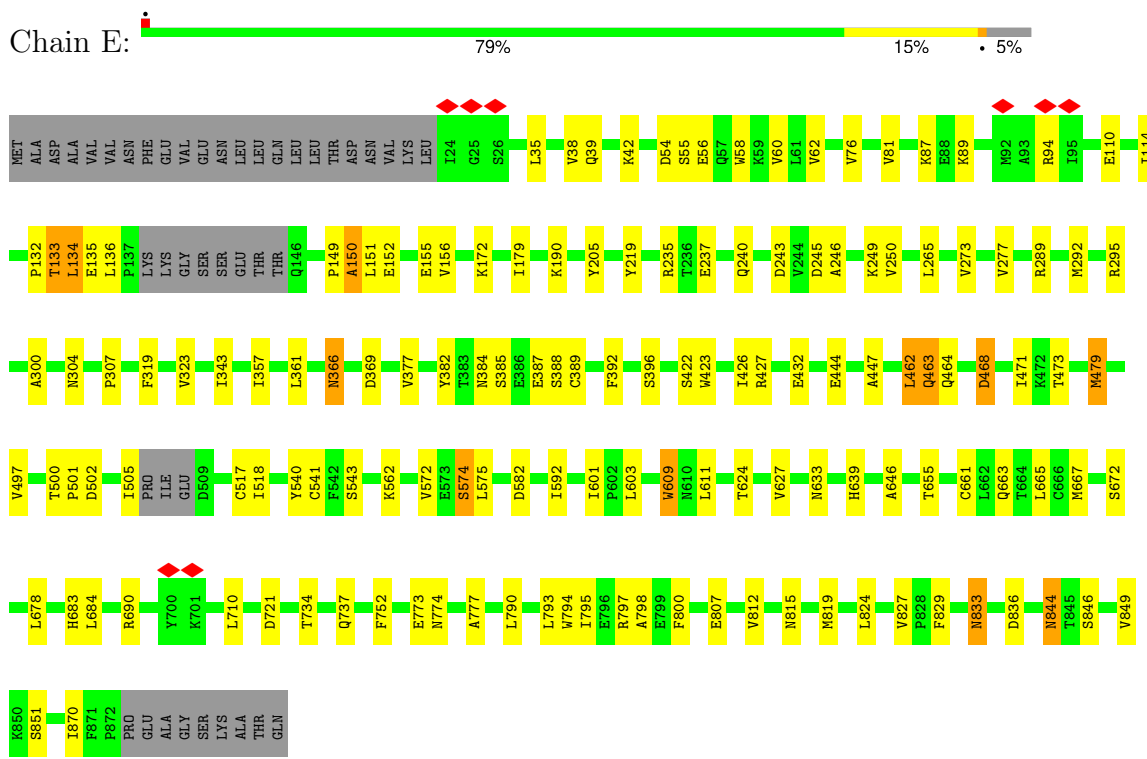 Chain E:
79% 15% • 5%
MET ALA ASP ALA VAL VAL ASN PHE GLU VAL GLU ASN LEU LEU GLN LEU LEU THR ASP ASN VAL LYS LEU I24 G25 S26 L35 V38 Q39 K42 D54 S55 E56 Q57 W58 K59 V60 L61 V62 V76 V81 K87 E88 K89 M92 A93 R94 I95 E110
P132 T133 L134 E135 L136 P137 LYS LYS GLY SER SER GLU THR THR Q146 P149 A150 L151 E152 E155 V156 K172 I179 K190 Y205 Y219 R235 T236 E237 Q240 D243 V244 D245 A246 K249 V250 L265 V273 V277 R289 M292 R295
A300 N304 P307 F319 V323 I343 I357 L361 N366 D369 V377 Y382 T383 N384 S385 E386 E387 S388 C389 F392 S396 S422 W423 I426 R427 E432 E444 A447 L462 Q463 Q464 D468 I471 K472 T473 M479
V497 T500 P501 D502 I505 PRO ILE GLU D509 C517 I518 Y540 C541 F542 S543 K562 V572 E573 S574 L575 D582 I592 I601 P602 L603 W609 N610 L611 T624 V627 N633 H639 A646 T655 C661 L662 Q663 T664 L665 C666 M667 S672
L678 H683 L684 R690 Y700 K701 L710 D721 T734 Q737 F752 E773 N774 A777 L790 L793 W794 I795 E796 R797 A798 E799 F800 E807 V812 N815 M819 L824 V827 P828 F829 N833 D836 N844 T845 S846 V849
K850 S851 I870 F871 P872 PRO GLU ALA GLY SER LYS ALA THR GLN